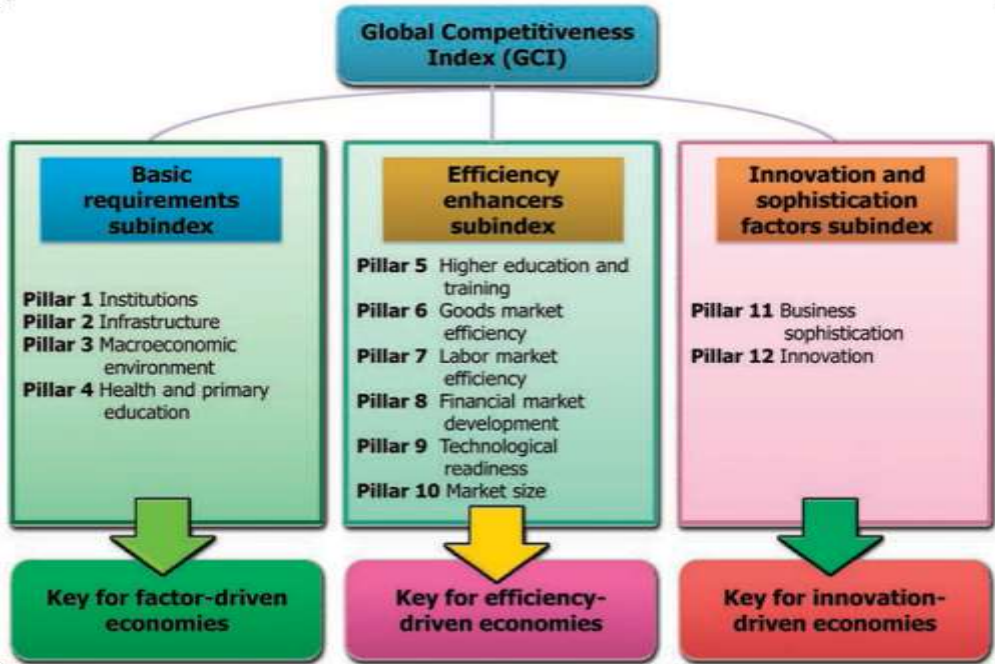 Global Competitiveness
Index (GCI)
Basic
requirements
subindex
Pillar 1 Institutions
Pillar 2 Infrastructure
Pillar 3 Macroeconomic
environment
Pillar 4 Health and primary
education
Key for factor-driven
economies
Efficiency
enhancers
subindex
Pillar 5 Higher education and
training
Pillar 6 Goods market
efficiency
Pillar 7 Labor market
efficiency
Pillar 8 Financial market
development
Pillar 9 Technological
readiness
Pillar 10 Market size
Key for efficiency-
driven economies
Innovation and
sophistication
factors subindex
Pillar 11 Business
sophistication
Pillar 12 Innovation
Key for innovation-
driven economies